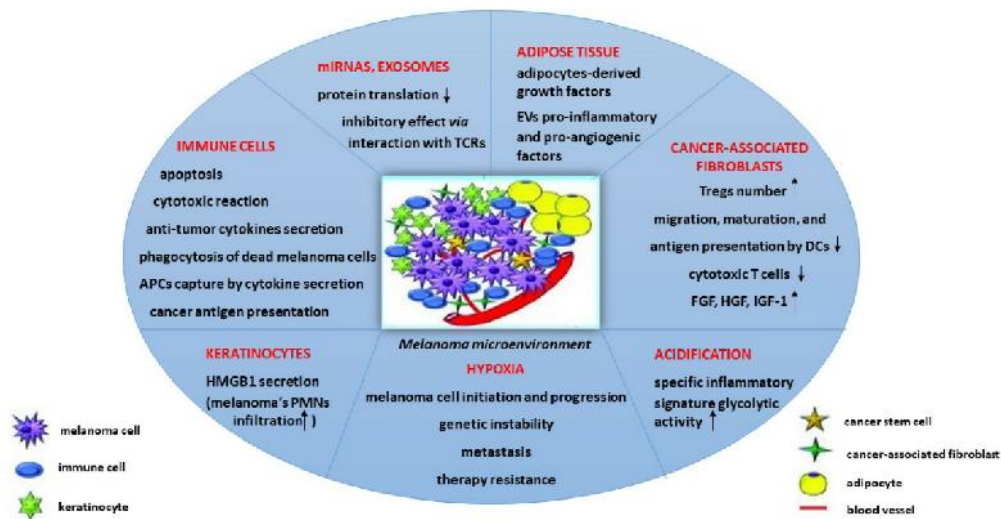 mIRNAS, EXOSOMES
protein translation ↓
inhibitory effect via
interaction with TCRs
ADIPOSE TISSUE
adipocytes-derived
growth factors
EVs pro-inflammatory
and pro-angiogenic
factors
IMMUNE CELLS
apoptosis
cytotoxic reaction
anti-tumor cytokines secretion
phagocytosis of dead melanoma cells
APCs capture by cytokine secretion
cancer antigen presentation
CANCER-ASSOCIATED
FIBROBLASTS
Tregs number ↑
migration, maturation, and
antigen presentation by DCs ↓
cytotoxic T cells ↓
FGF, HGF, IGF-1 ↑
Melanoma microenvironment
KERATINOCYTES
HMGB1 secretion
(melanoma's PMNs
infiltration↑)
HYPOXIA
melanoma cell initiation and progression
genetic instability
metastasis
therapy resistance
ACIDIFICATION
specific inflammatory
signature glycolytic
activity ↑
melanoma cell
immune cell
keratinocyte
cancer stem cell
cancer-associated fibroblast
adipocyte
blood vessel